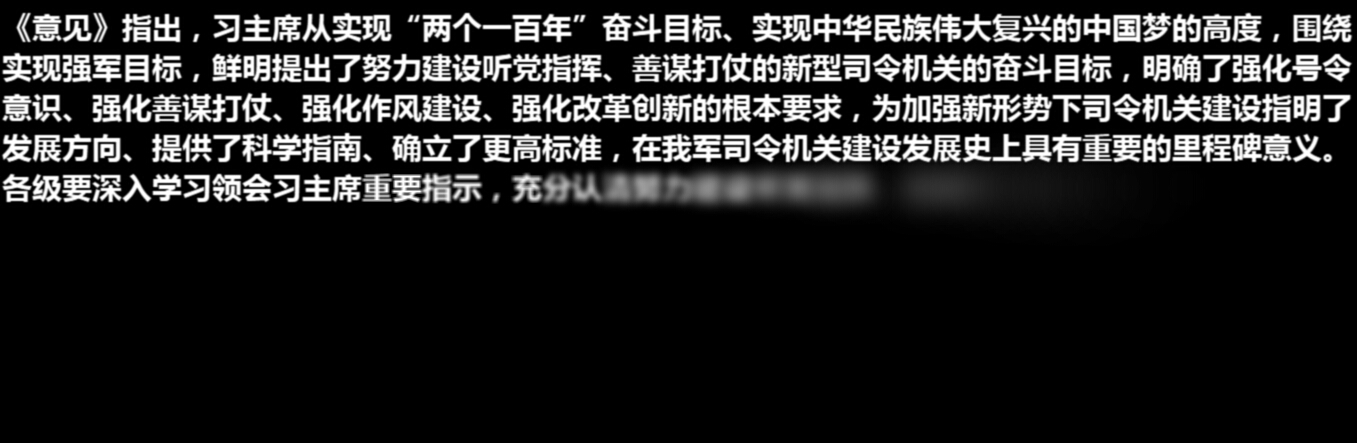 《意见》指出，习主席从实现“两个一百年”奋斗目标、实现中华民族伟大复兴的中国梦的高度，围绕
实现强军目标，鲜明提出了努力建设听党指挥、善谋打仗的新型司令机关的奋斗目标，明确了强化号令
意识、强化善谋打仗、强化作风建设、强化改革创新的根本要求，为加强新形势下司令机关建设指明了
发展方向、提供了科学指南、确立了更高标准，在我军司令机关建设发展史上具有重要的里程碑意义。
各级要深入学习领会习主席重要指示，充分认清努力